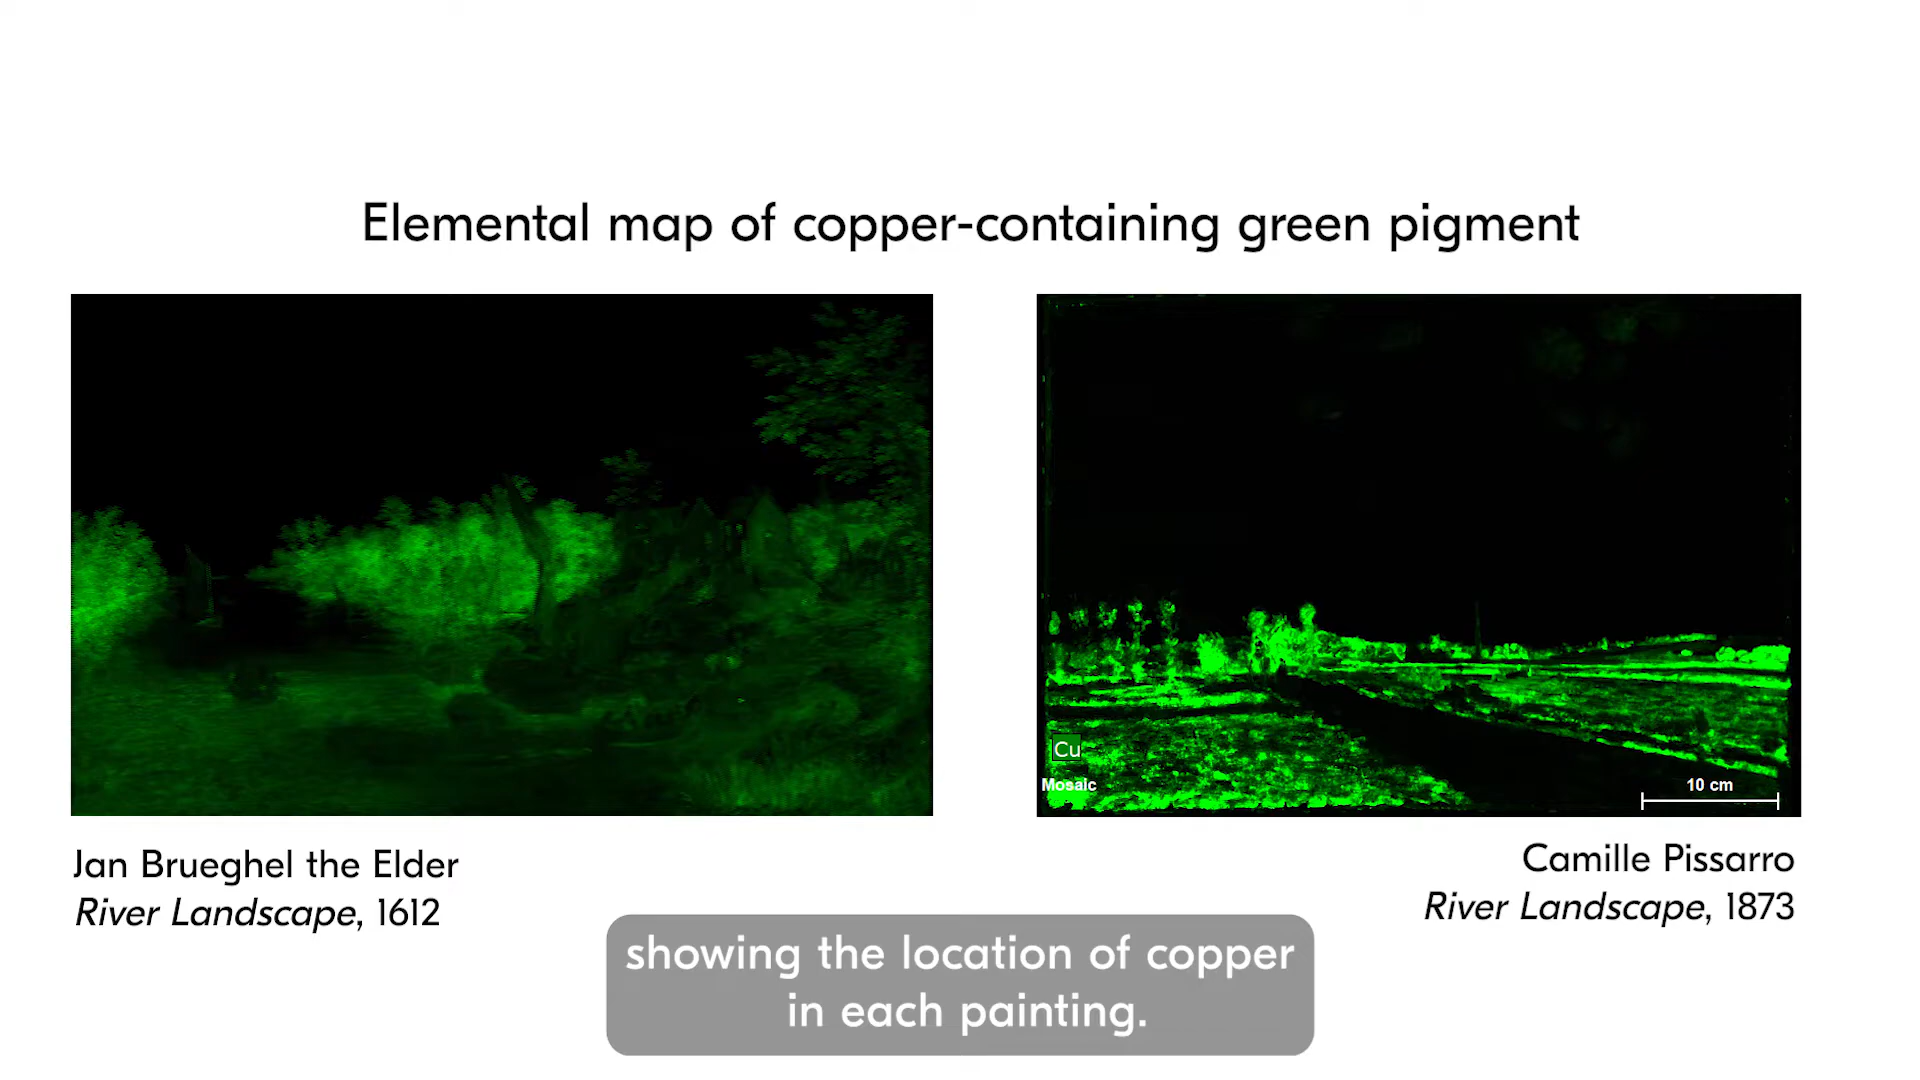 Elemental map of copper-containing green pigment
Cu
Mosaic
10 cm
Jan Brueghel the Elder
River Landscape, 1612
Camille Pissarro
River Landscape, 1873
showing the location of copper
in each painting.